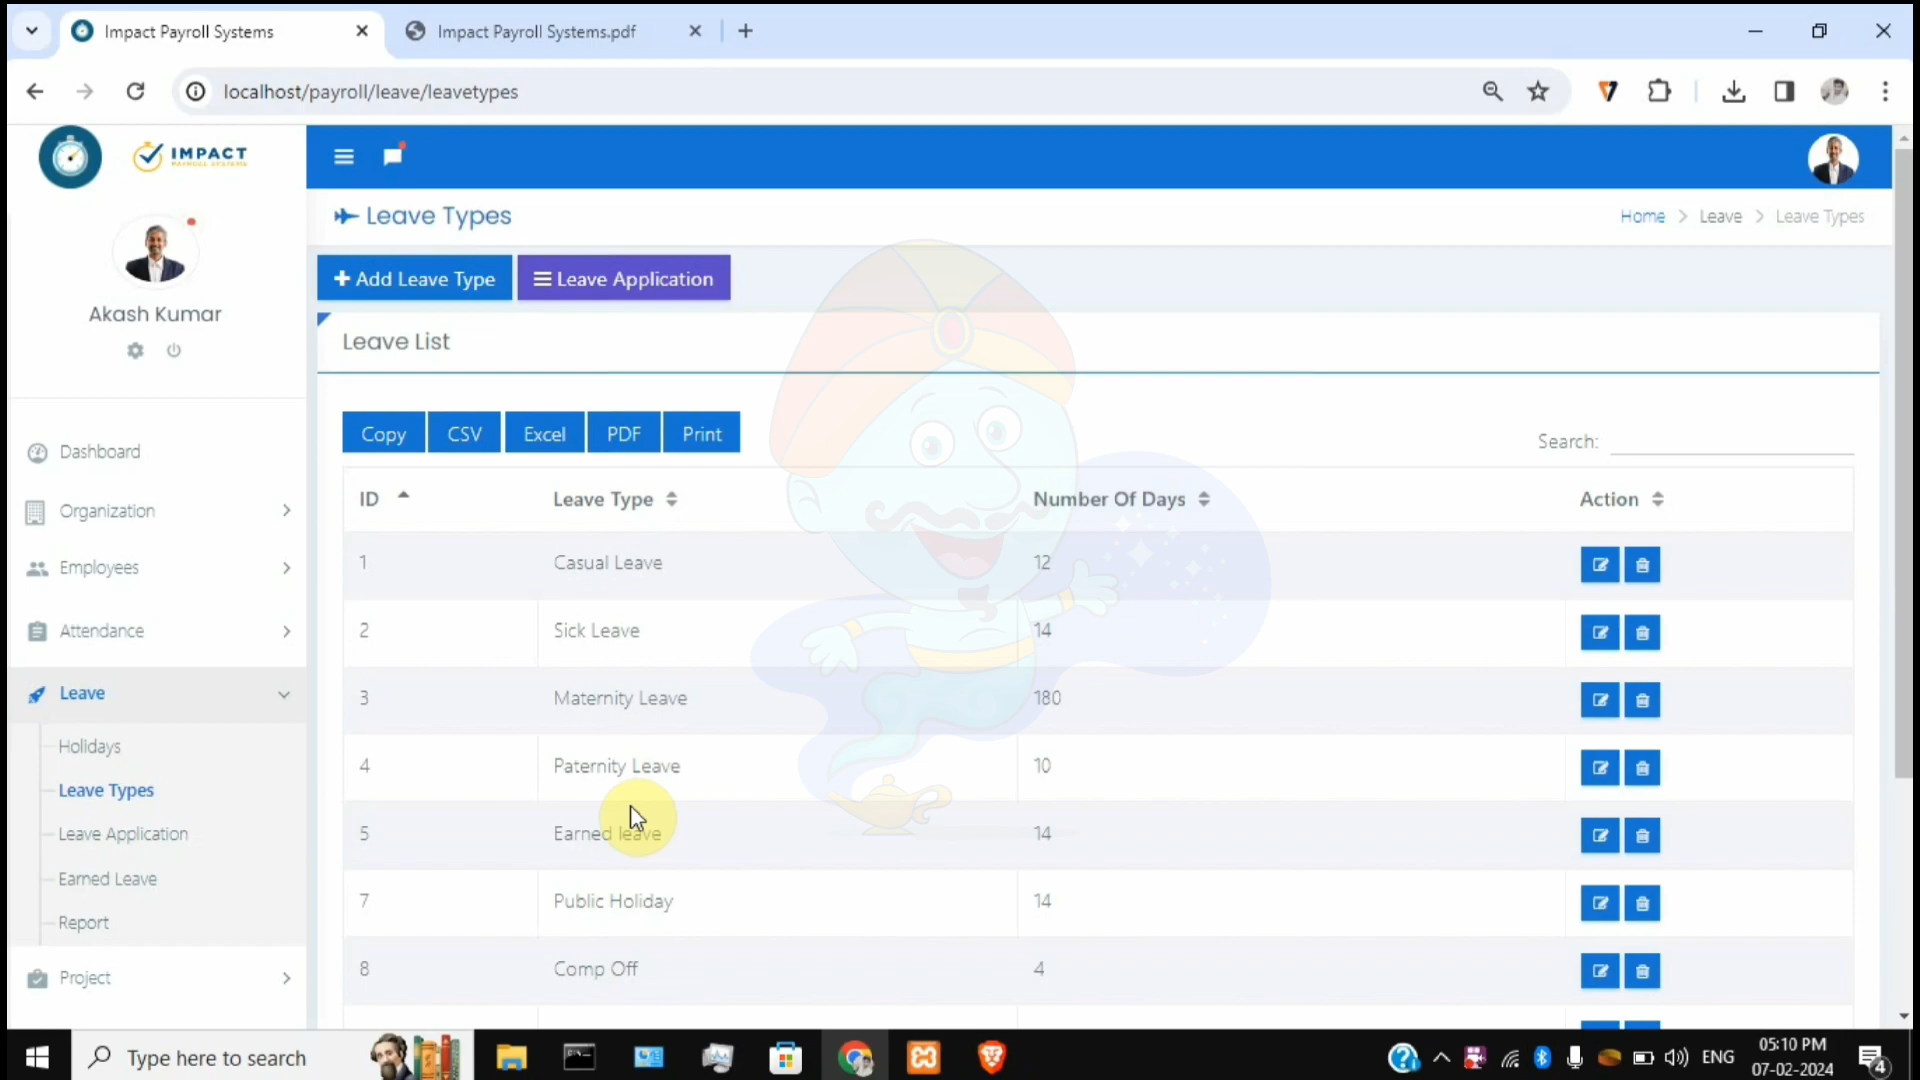 Impact Payroll Systems
Impact Payroll Systems.pdf
localhost/payroll/leave/leavetypes
IMPACT
PAYROLL SYSTEMS
Leave Types
Home > Leave > Leave Types
Akash Kumar
Add Leave Type
Leave Application
Leave List
Dashboard
Organization
Employees
Attendance
Leave
Holidays
Leave Types
Leave Application
Earned Leave
Report
Project
Copy
CSV
Excel
PDF
Print
Search:
ID Leave Type Number Of Days Action
1 Casual Leave 12
2 Sick Leave 14
3 Maternity Leave 180
4 Paternity Leave 10
5 Earned leave 14
7 Public Holiday 14
8 Comp Off 4
Type here to search
ENG
05:10 PM
07-02-2024
4